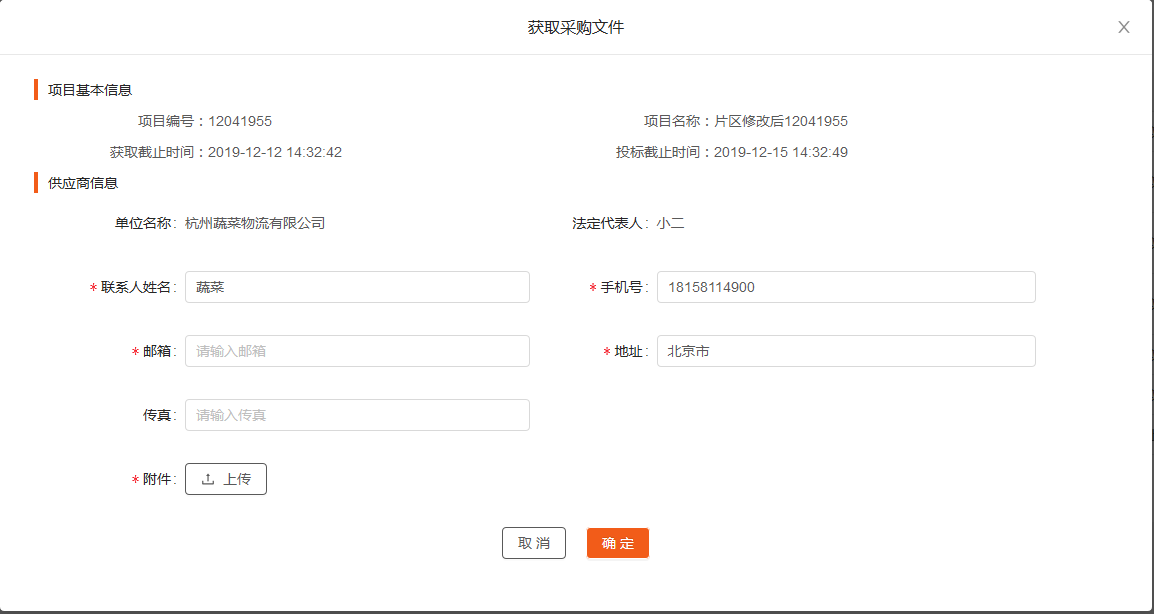 获取采购文件
项目基本信息
项目编号：12041955 项目名称：片区修改后12041955
获取截止时间：2019-12-12 14:32:42 投标截止时间：2019-12-15 14:32:49
供应商信息
单位名称: 杭州蔬菜物流有限公司 法定代表人: 小二
* 联系人姓名: 蔬菜 * 手机号: 18158114900
* 邮箱: 请输入邮箱 * 地址: 北京市
传真: 请输入传真
* 附件: 上传
取 消 确 定